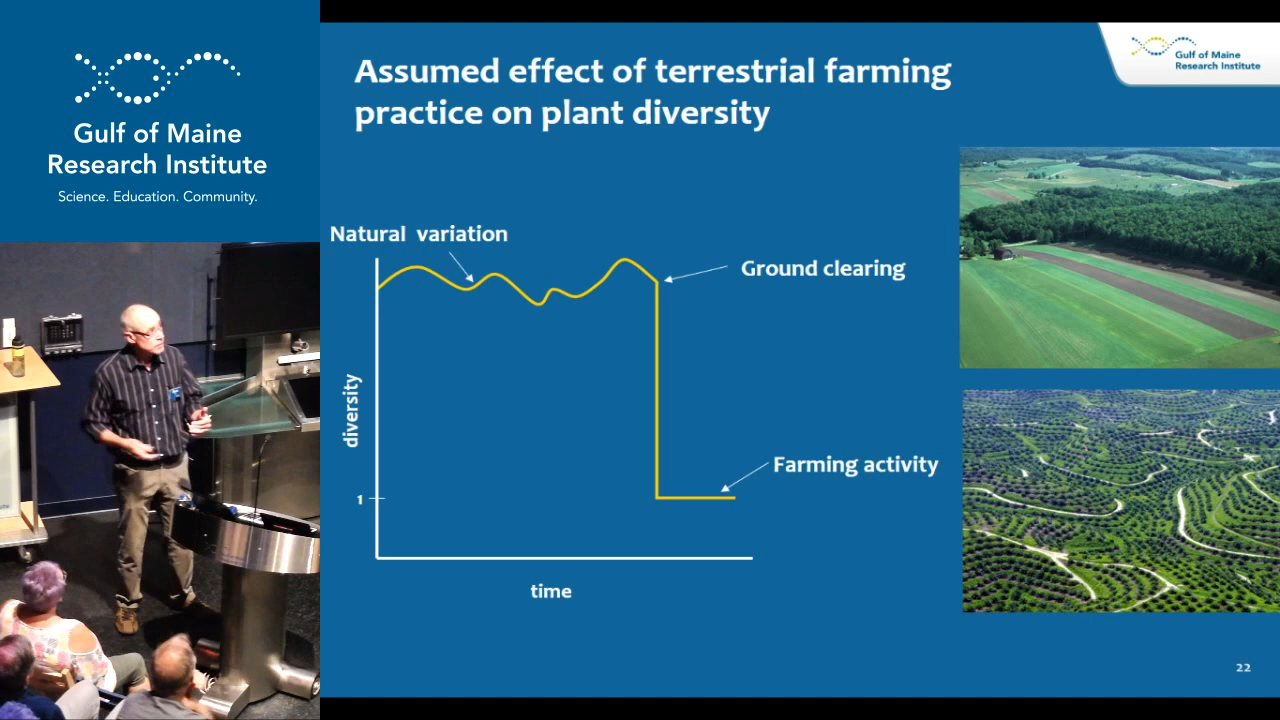 Gulf of Maine
Research Institute
Science. Education. Community.
Assumed effect of terrestrial farming
practice on plant diversity
Gulf of Maine
Research Institute
Natural variation
Ground clearing
diversity
Farming activity
1
time
22